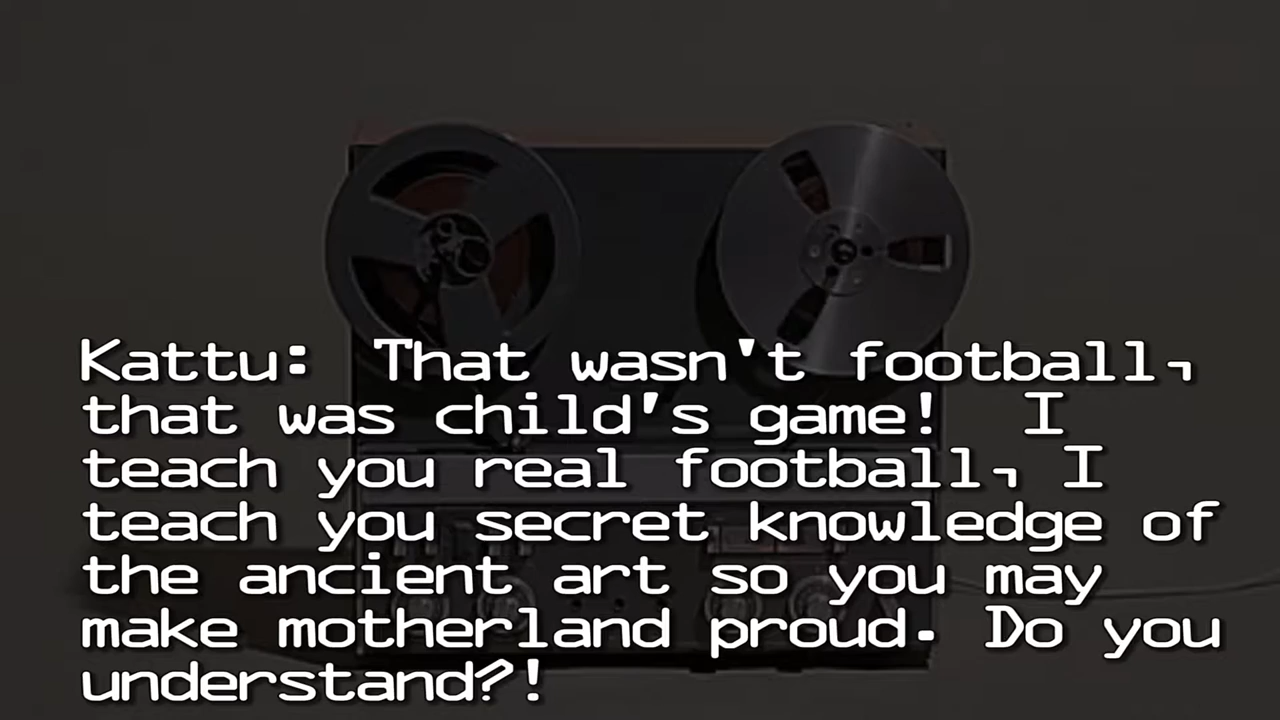 Kattu:  That wasn't football,
that was child's game!  I
teach you real football, I
teach you secret knowledge of
the ancient art so you may
make motherland proud. Do you
understand?!